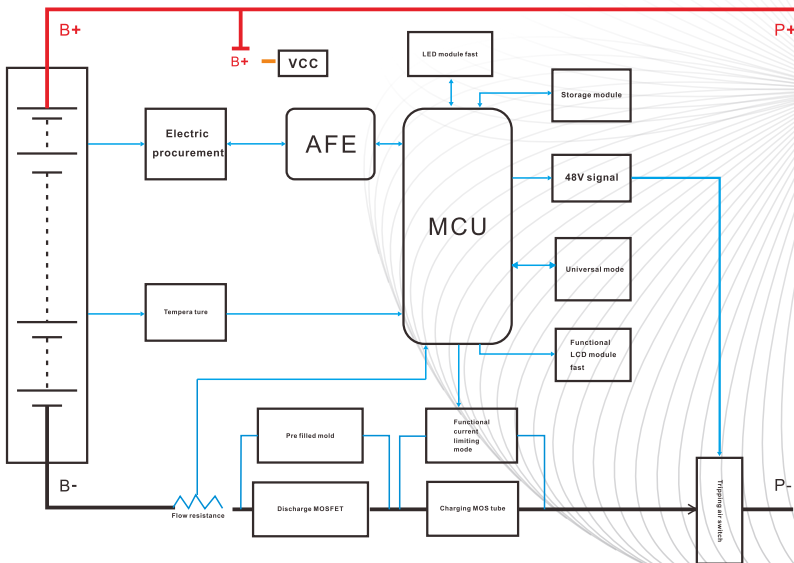 B+
P+
B+
VCC
LED module fast
Storage module
Electric
procurement
AFE
MCU
48V signal
Universal mode
Tempera ture
Functional
LCD module
fast
Pre filled mold
Functional
current
limiting
mode
B-
Flow resistance
Discharge MOSFET
Charging MOS tube
Tripping air switch
P-